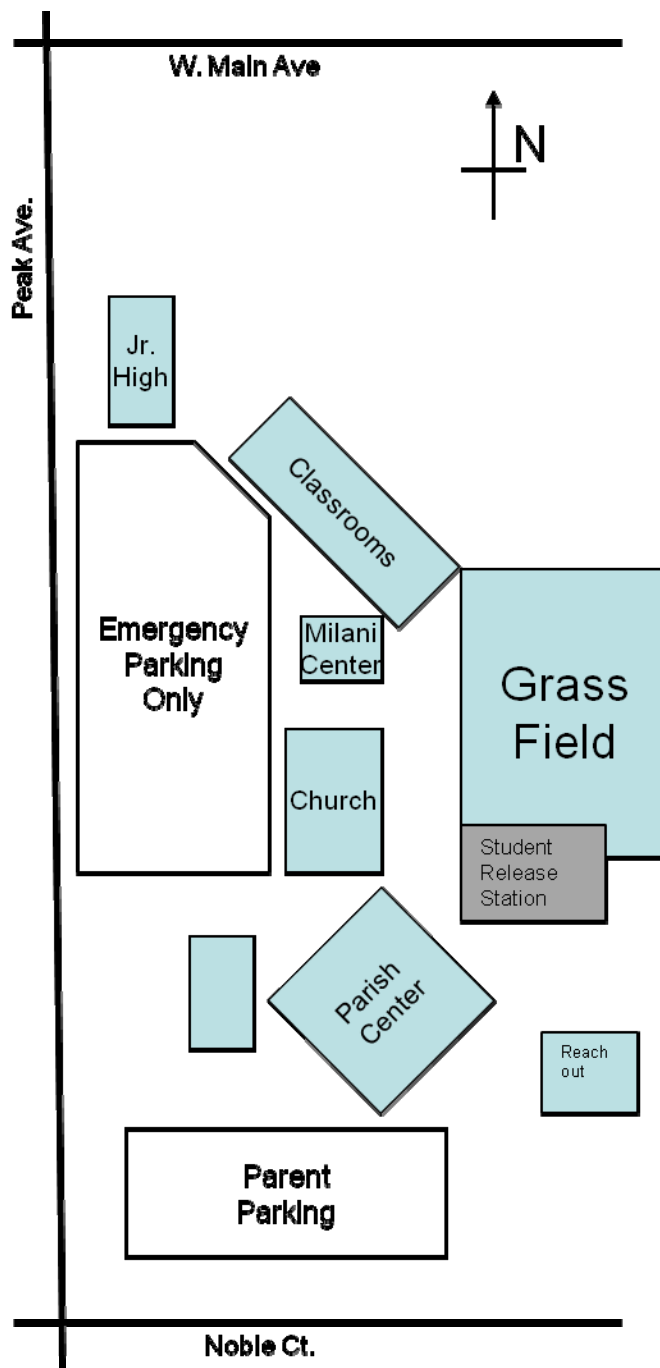 W. Main Ave
N
Peak Ave.
Jr.
High
Classrooms
Emergency
Parking
Only
Milani
Center
Grass
Field
Church
Student
Release
Station
Parish
Center
Reach
out
Parent
Parking
Noble Ct.